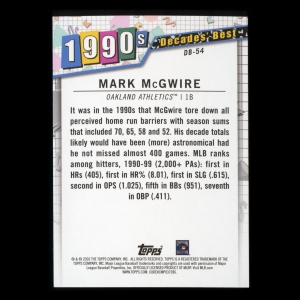 1990s "Decades' Best"
DB-54
MARK McGWIRE
OAKLAND ATHLETICS™ | 1B
It was in the 1990s that McGwire tore down all
perceived home run barriers with season sums
that included 70, 65, 58 and 52. His decade totals
likely would have been (more) astronomical had
he not missed almost 400 games. MLB ranks
among hitters, 1990-99 (2,000+ PAs): first in
HRs (405), first in HR% (8.01), first in SLG (.615),
second in OPS (1.025), fifth in BBs (951), seventh
in OBP (.411).
Topps